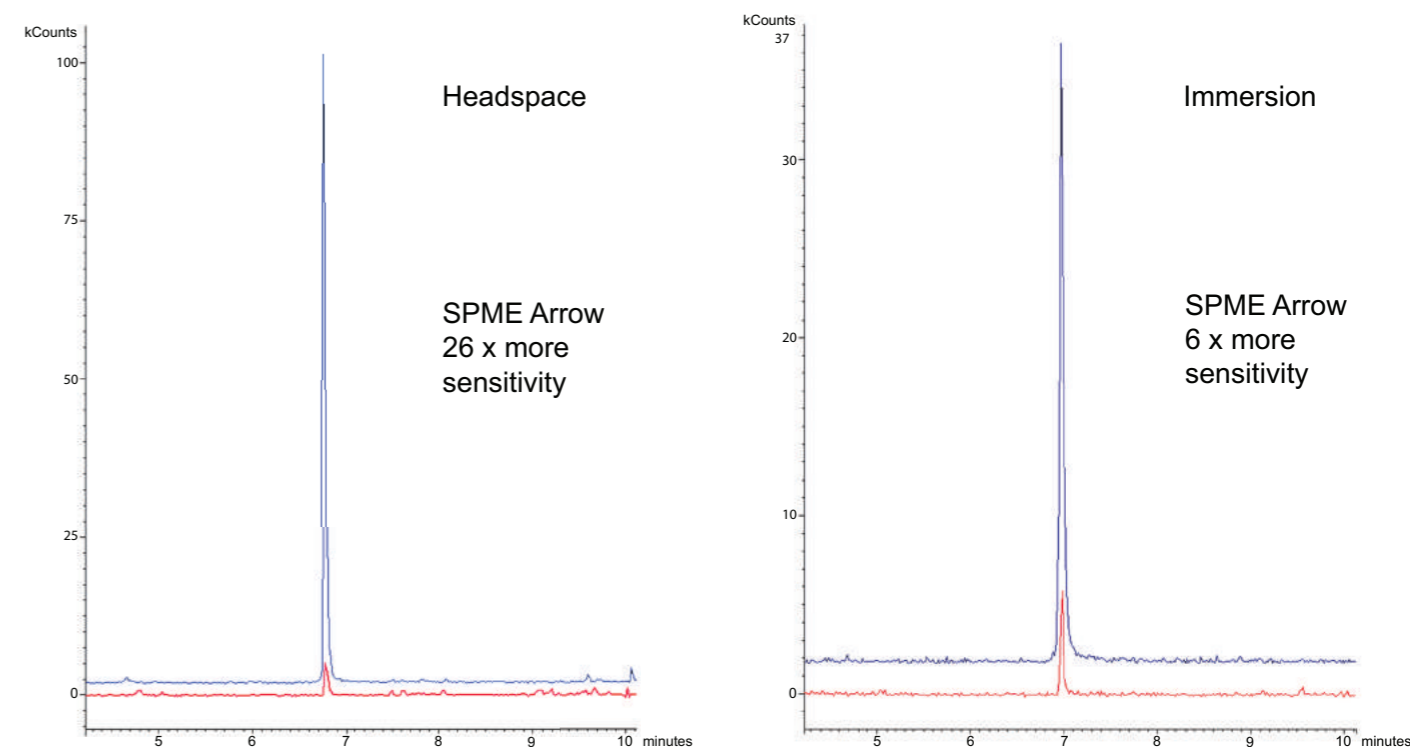 kCounts
100
75
50
25
0
5 6 7 8 9 10 minutes
Headspace
SPME Arrow
26 x more
sensitivity
kCounts
37
30
20
10
0
5 6 7 8 9 10 minutes
Immersion
SPME Arrow
6 x more
sensitivity